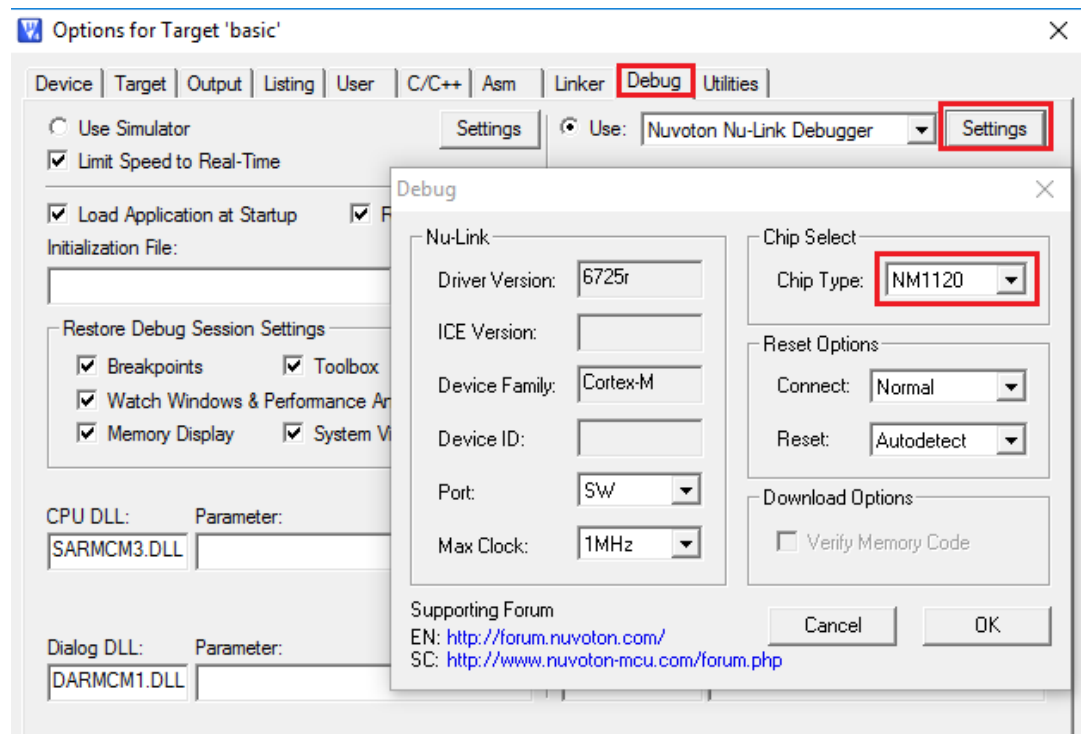 Options for Target 'basic'
Device Target Output Listing User C/C++ Asm Linker Debug Utilities
Use Simulator Settings Use: Nuvoton Nu-Link Debugger Settings
Limit Speed to Real-Time
Load Application at Startup
Initialization File:
Restore Debug Session Settings
Breakpoints Toolbox
Watch Windows & Performance
Memory Display System
CPU DLL: Parameter:
SARMCM3.DLL
Dialog DLL: Parameter:
DARMCM1.DLL
Debug
Nu-Link
Driver Version: 6725r
ICE Version:
Device Family: Cortex-M
Device ID:
Port: SW
Max Clock: 1MHz
Chip Select
Chip Type: NM1120
Reset Options
Connect: Normal
Reset: Autodetect
Download Options
Verify Memory Code
Supporting Forum
EN: http://forum.nuvoton.com/
SC: http://www.nuvoton-mcu.com/forum.php
Cancel OK